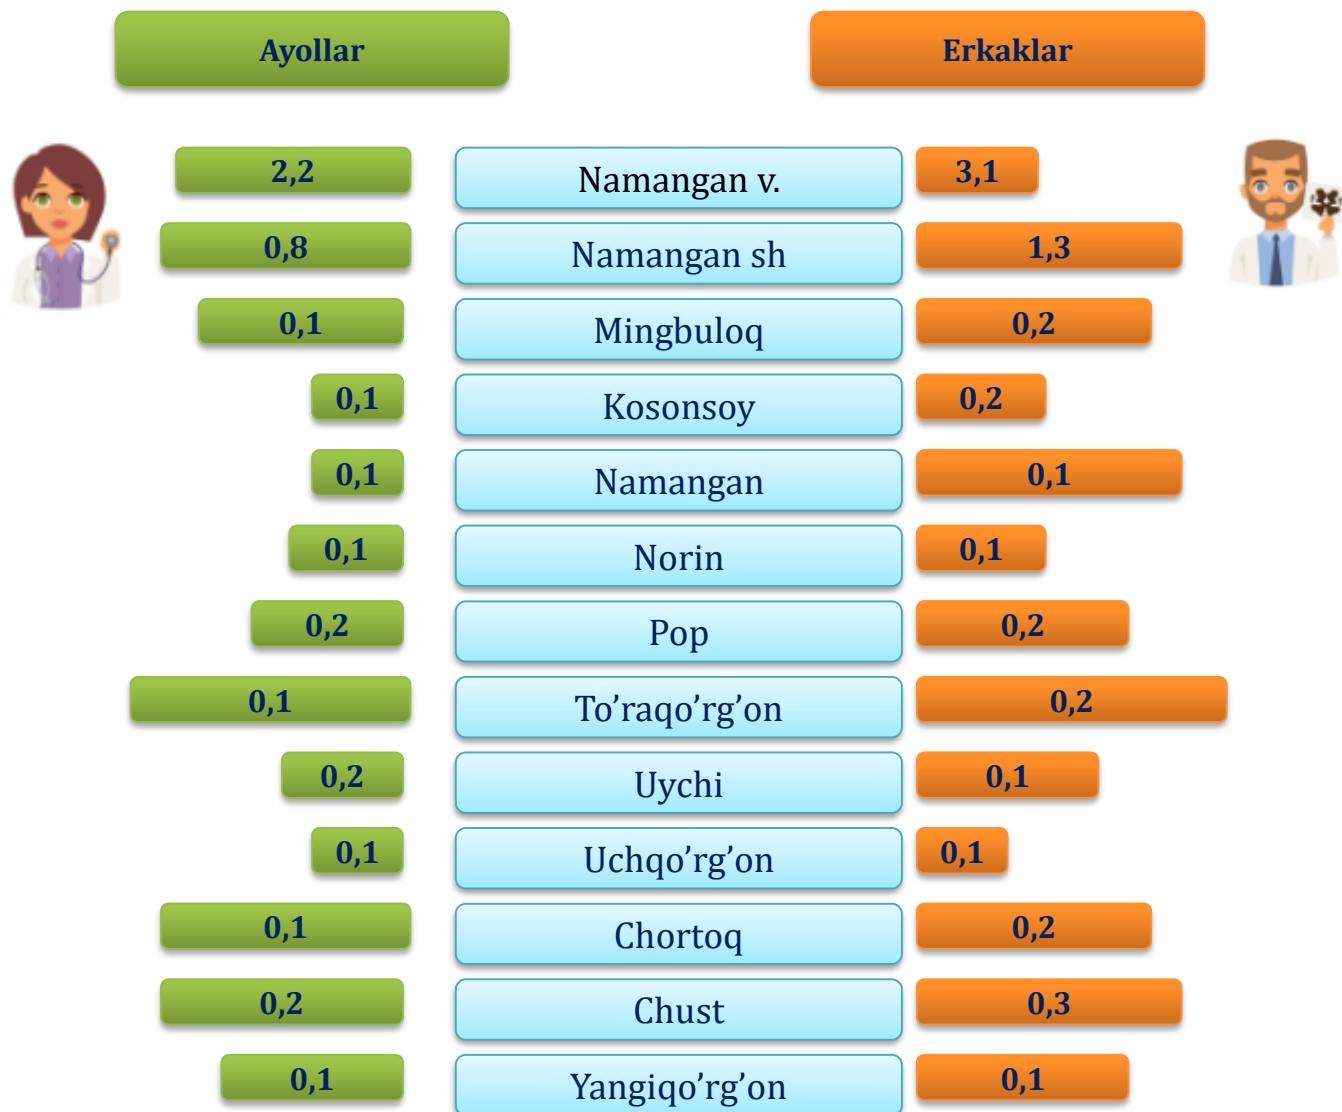 Ayollar Erkaklar
2,2 Namangan v. 3,1
0,8 Namangan sh 1,3
0,1 Mingbuloq 0,2
0,1 Kosonsoy 0,2
0,1 Namangan 0,1
0,1 Norin 0,1
0,2 Pop 0,2
0,1 To’raqo’rg’on 0,2
0,2 Uychi 0,1
0,1 Uchqo’rg’on 0,1
0,1 Chortoq 0,2
0,2 Chust 0,3
0,1 Yangiqo’rg’on 0,1